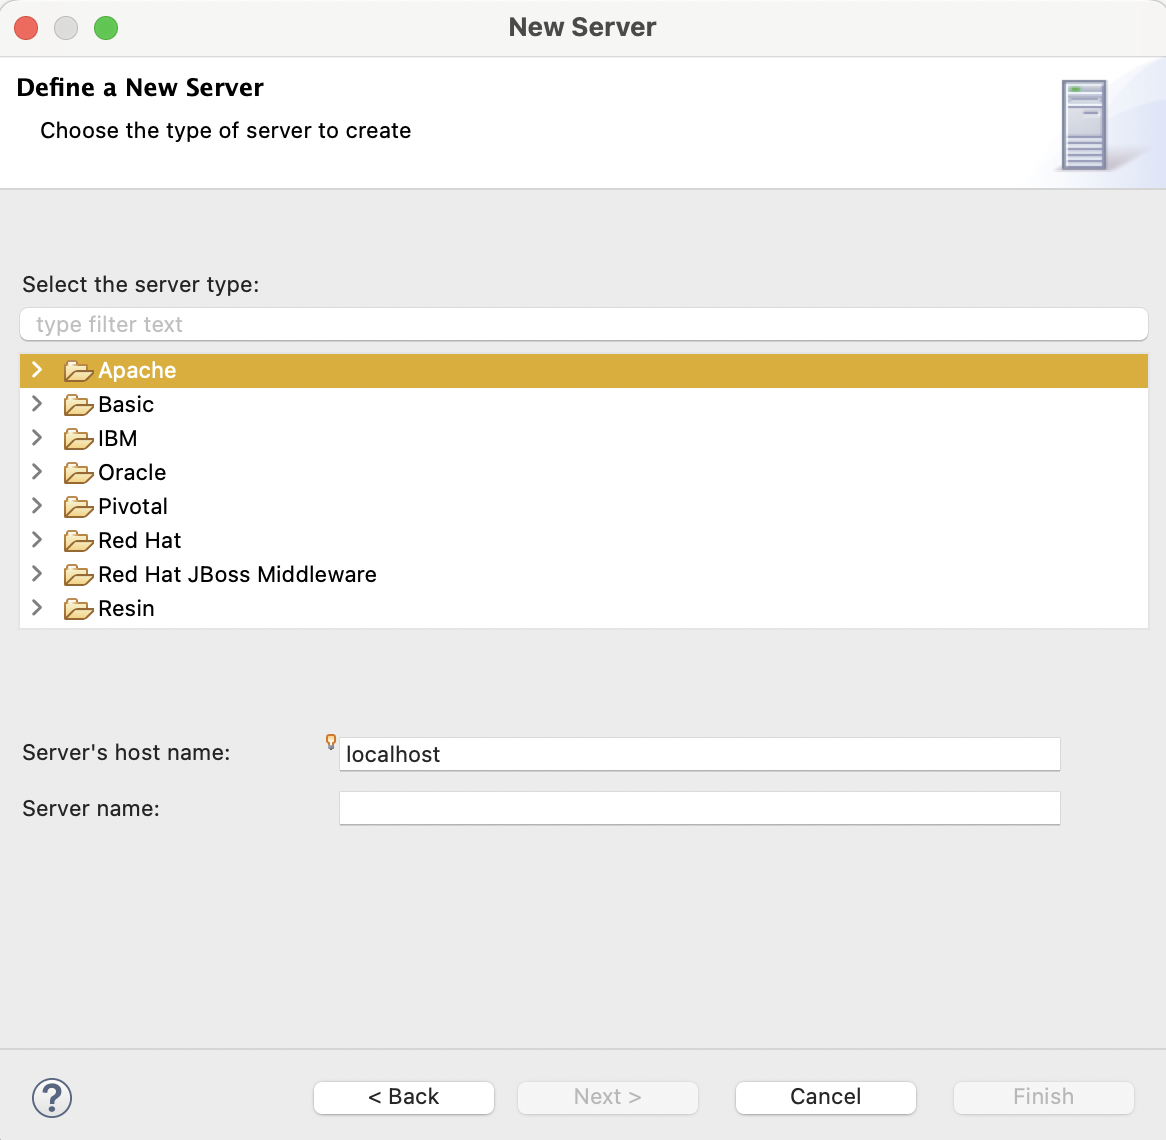 New Server
Define a New Server
Choose the type of server to create
Select the server type:
type filter text
Apache
Basic
IBM
Oracle
Pivotal
Red Hat
Red Hat JBoss Middleware
Resin
Server's host name: localhost
Server name:
? < Back Next > Cancel Finish